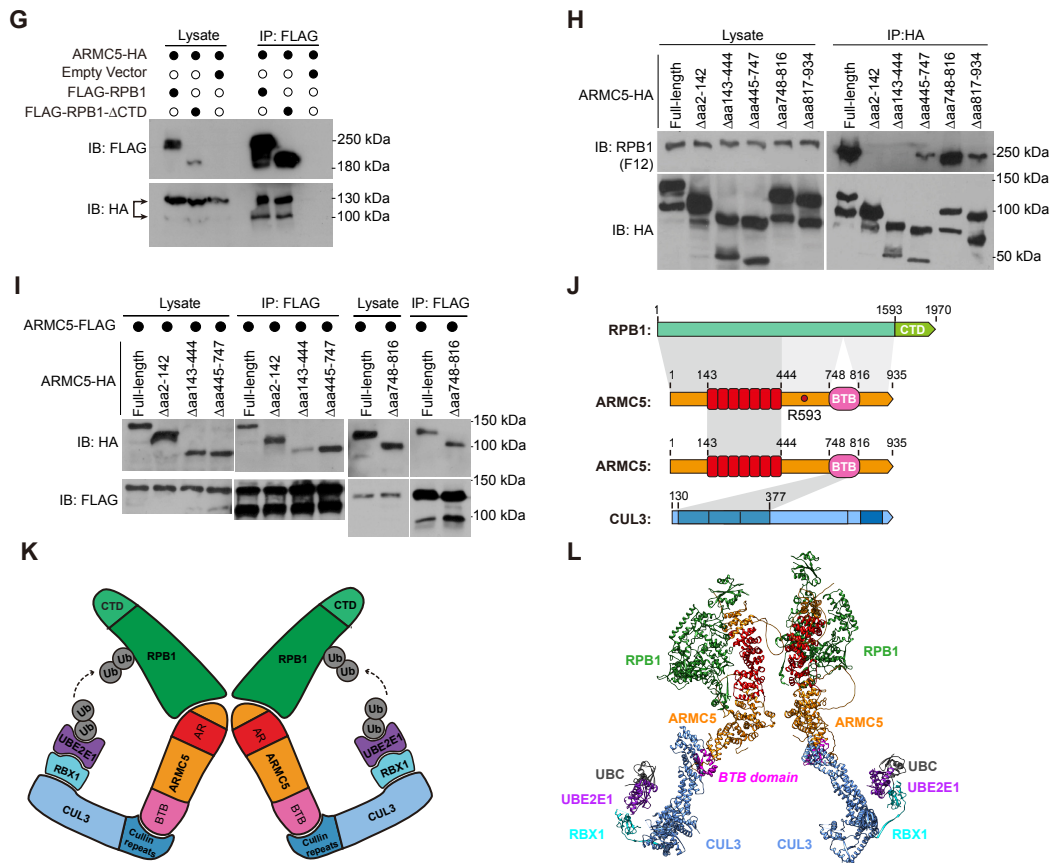 G
Lysate IP: FLAG
ARMC5-HA
Empty Vector
FLAG-RPB1
FLAG-RPB1-ΔCTD
IB: FLAG
250 kDa
180 kDa
IB: HA
130 kDa
100 kDa
H
Lysate IP:HA
ARMC5-HA
Full-length Δaa2-142 Δaa143-444 Δaa445-747 Δaa748-816 Δaa817-934 Full-length Δaa2-142 Δaa143-444 Δaa445-747 Δaa748-816 Δaa817-934
IB: RPB1
(F12)
250 kDa
150 kDa
IB: HA
100 kDa
50 kDa
I
Lysate IP: FLAG Lysate IP: FLAG
ARMC5-FLAG
ARMC5-HA
Full-length Δaa2-142 Δaa143-444 Δaa445-747 Full-length Δaa2-142 Δaa143-444 Δaa445-747 Full-length Δaa748-816 Full-length Δaa748-816
IB: HA
150 kDa
100 kDa
IB: FLAG
150 kDa
100 kDa
J
1 1593 1970
RPB1: CTD
1 143 444 748 816 935
ARMC5: BTB
R593
1 143 444 748 816 935
ARMC5: BTB
130 377
CUL3:
K
CTD CTD
RPB1 RPB1
Ub Ub Ub Ub
Ub Ub Ub Ub
UBE2E1 AR AR UBE2E1
RBX1 ARMC5 ARMC5 RBX1
CUL3 BTB BTB CUL3
Cullin repeats Cullin repeats
L
RPB1 RPB1
ARMC5 ARMC5
UBC BTB domain UBC
UBE2E1 UBE2E1
RBX1 RBX1
CUL3 CUL3